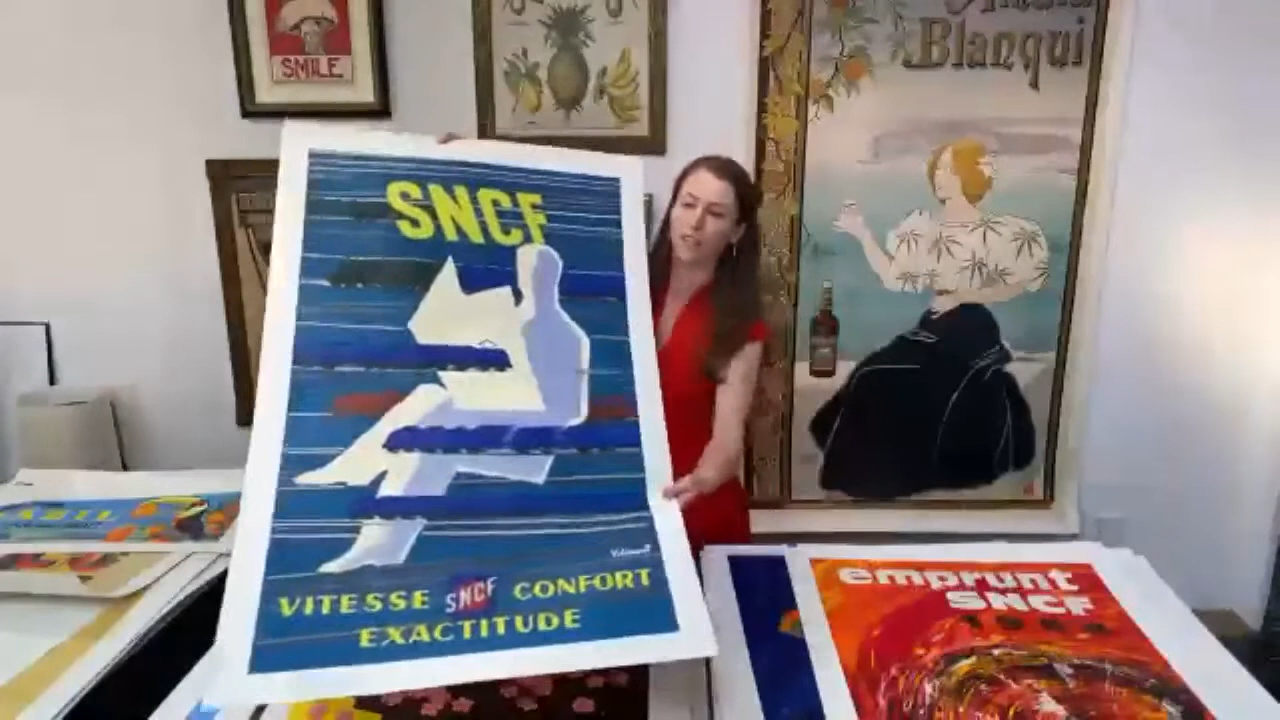 SMILE
Blanqui
SNCF
Villemot
VITESSE SNCF CONFORT
EXACTITUDE
emprunt
SNCF